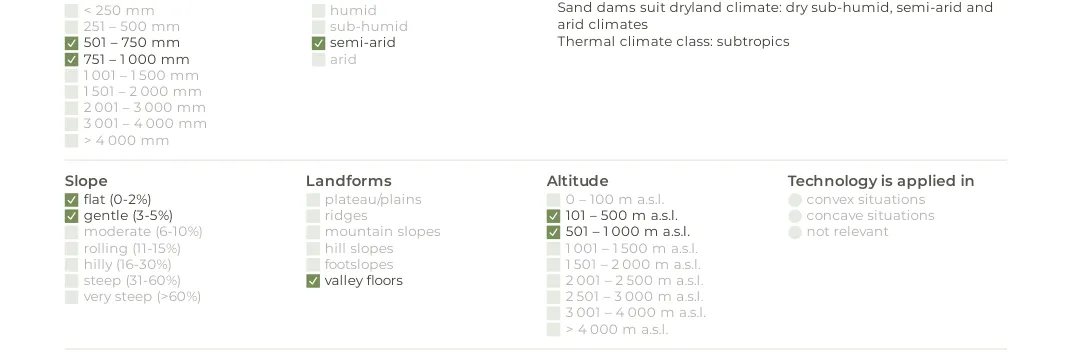 < 250 mm
251 – 500 mm
501 – 750 mm
751 – 1 000 mm
1 001 – 1 500 mm
1 501 – 2 000 mm
2 001 – 3 000 mm
3 001 – 4 000 mm
> 4 000 mm
humid
sub-humid
semi-arid
arid
Sand dams suit dryland climate: dry sub-humid, semi-arid and
arid climates
Thermal climate class: subtropics
Slope
flat (0-2%)
gentle (3-5%)
moderate (6-10%)
rolling (11-15%)
hilly (16-30%)
steep (31-60%)
very steep (>60%)
Landforms
plateau/plains
ridges
mountain slopes
hill slopes
footslopes
valley floors
Altitude
0 – 100 m a.s.l.
101 – 500 m a.s.l.
501 – 1 000 m a.s.l.
1 001 – 1 500 m a.s.l.
1 501 – 2 000 m a.s.l.
2 001 – 2 500 m a.s.l.
2 501 – 3 000 m a.s.l.
3 001 – 4 000 m a.s.l.
> 4 000 m a.s.l.
Technology is applied in
convex situations
concave situations
not relevant